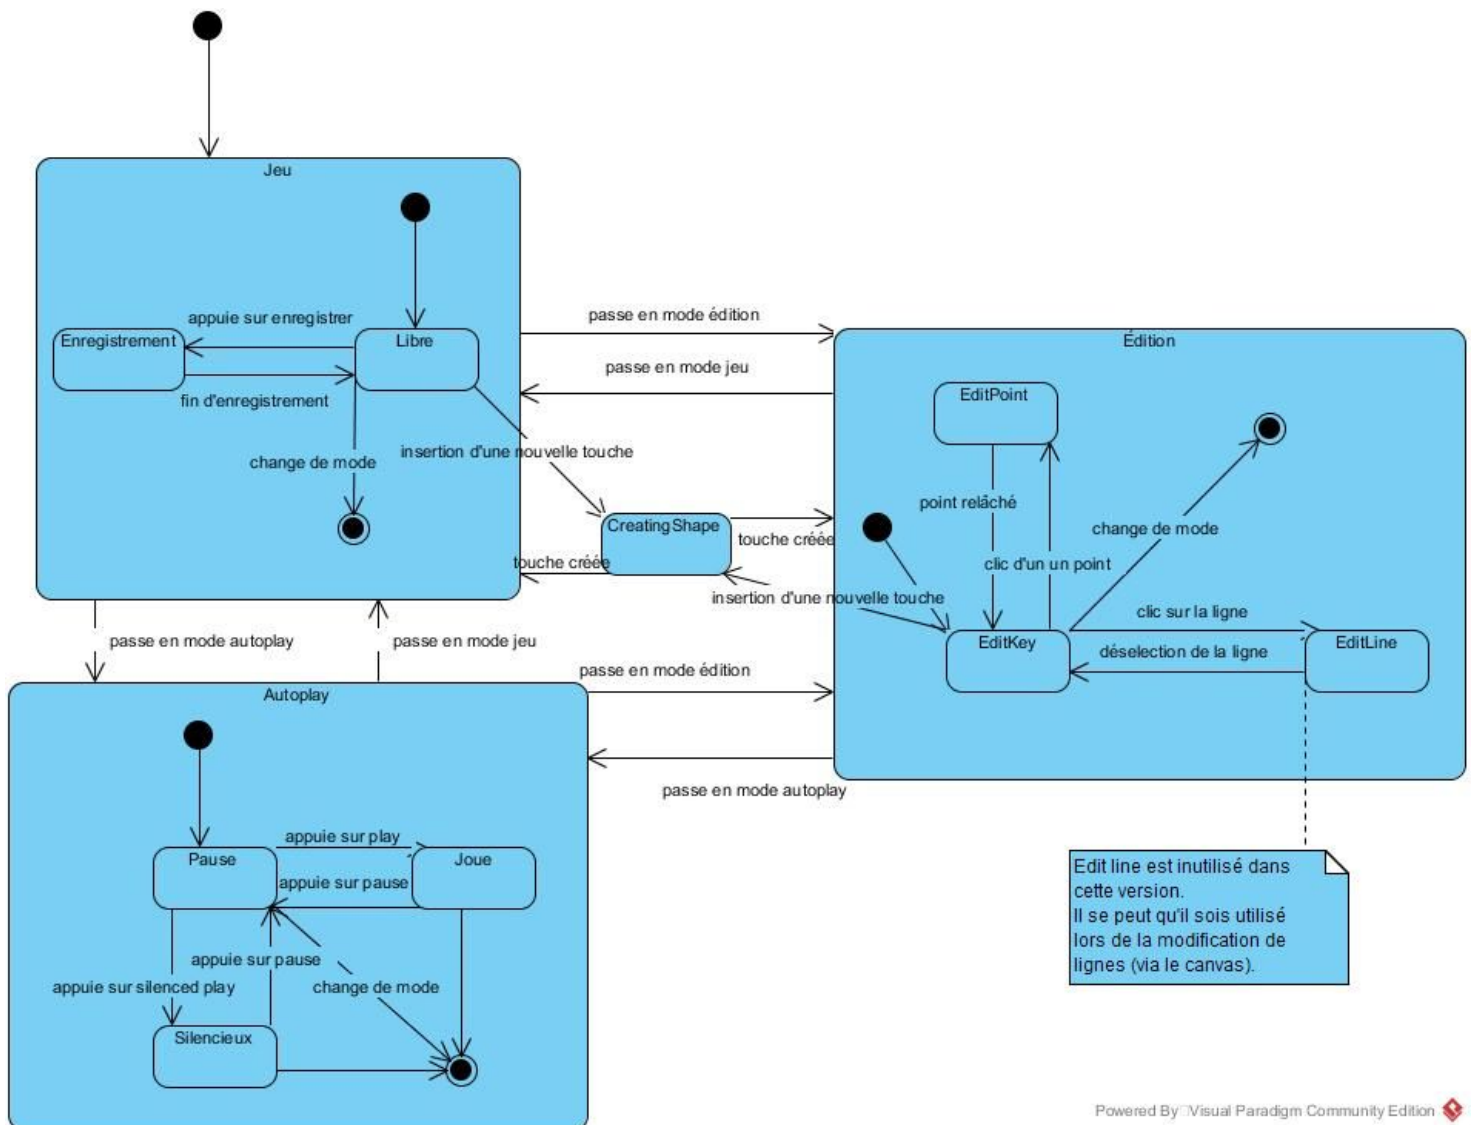 Jeu
appuie sur enregistrer
Enregistrement
Libre
fin d'enregistrement
change de mode
insertion d'une nouvelle touche
passe en mode édition
passe en mode jeu
Édition
EditPoint
point relâché
clic d'un un point
change de mode
CreatingShape
touche créée
touche créée
insertion d'une nouvelle touche
clic sur la ligne
EditKey
EditLine
déselection de la ligne
passe en mode autoplay
passe en mode jeu
passe en mode édition
passe en mode autoplay
Autoplay
appuie sur play
Pause
Joue
appuie sur pause
appuie sur pause
appuie sur silenced play
change de mode
Silencieux
Edit line est inutilisé dans
cette version.
Il se peut qu'il sois utilisé
lors de la modification de
lignes (via le canvas).
Powered By Visual Paradigm Community Edition